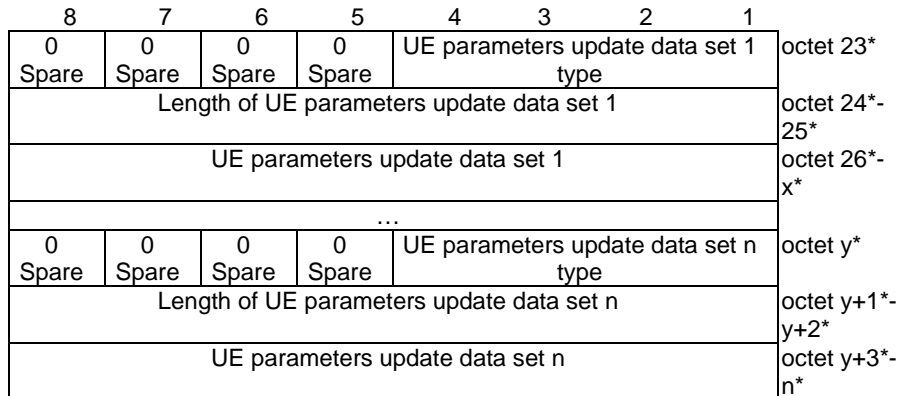 8 7 6 5 4 3 2 1
0 0 0 0 UE parameters update data set 1 octet 23*
Spare Spare Spare Spare type
Length of UE parameters update data set 1 octet 24*-
25*
UE parameters update data set 1 octet 26*-
x*
…
0 0 0 0 UE parameters update data set n octet y*
Spare Spare Spare Spare type
Length of UE parameters update data set n octet y+1*-
y+2*
UE parameters update data set n octet y+3*-
n*